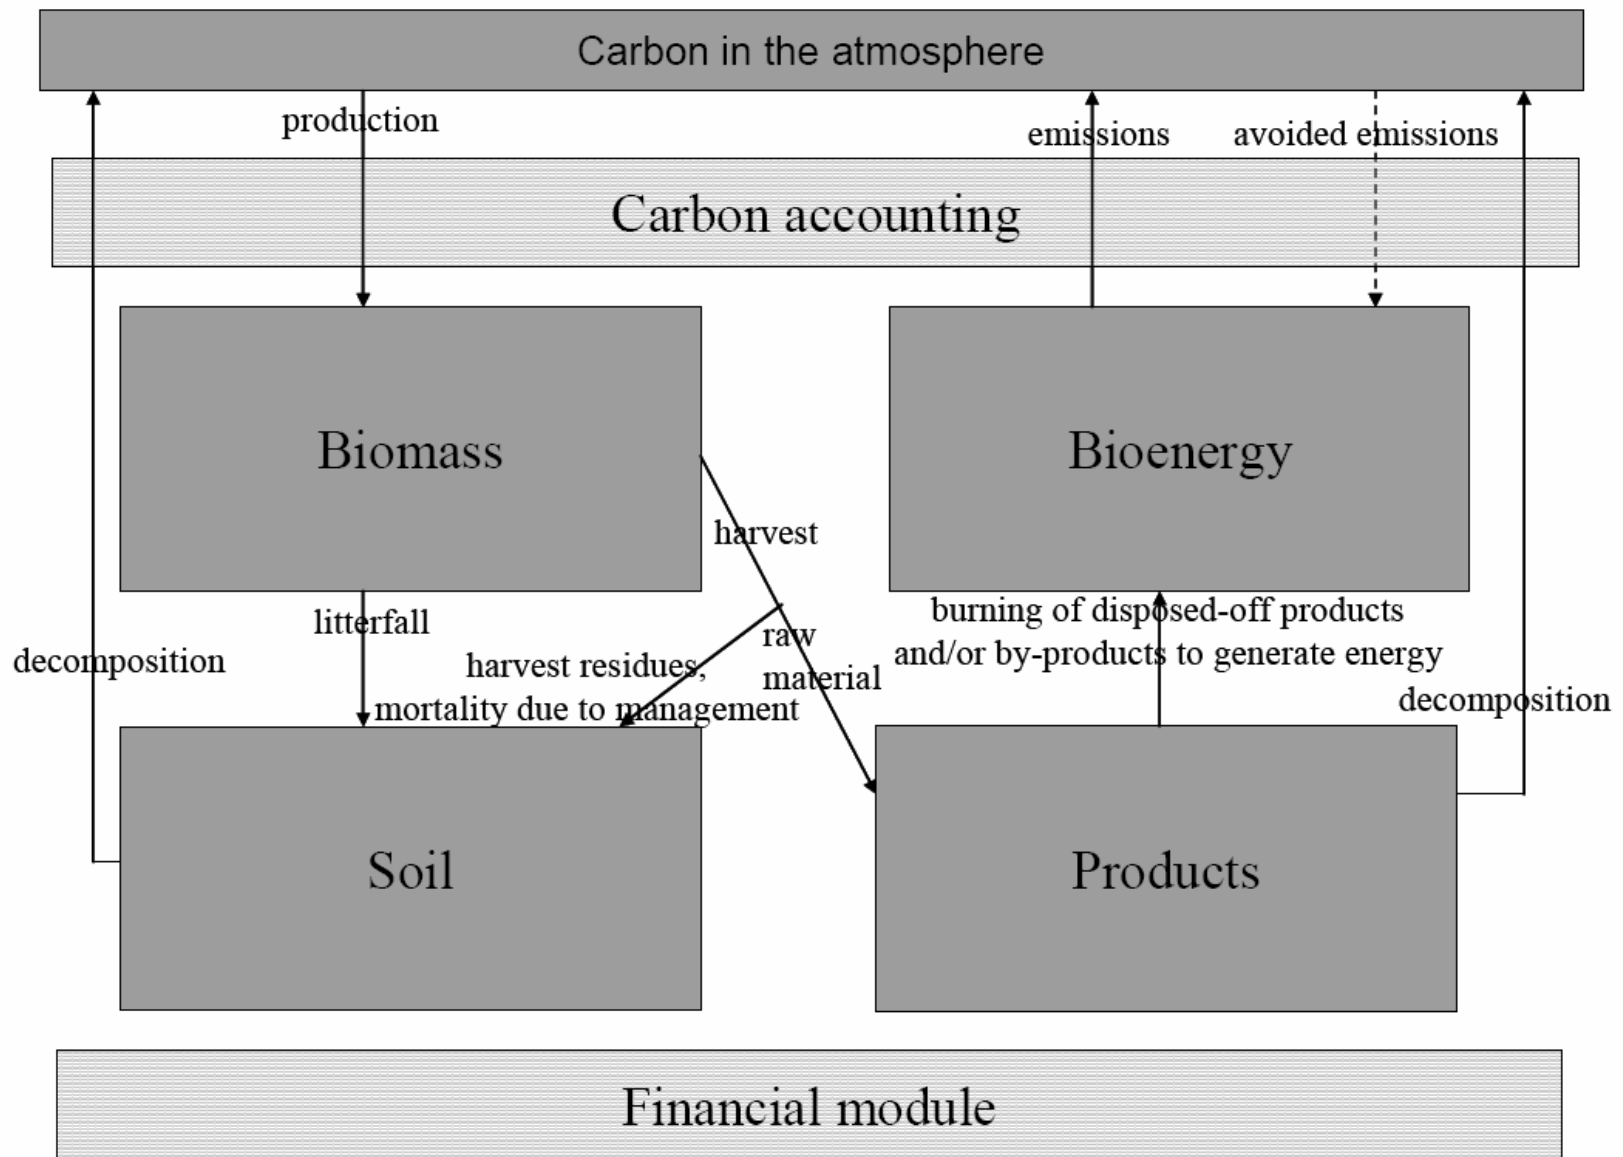 Carbon in the atmosphere
production
emissions
avoided emissions
Carbon accounting
Biomass
Bioenergy
harvest
litterfall
raw
material
burning of disposed-off products
and/or by-products to generate energy
decomposition
harvest residues,
mortality due to management
decomposition
Soil
Products
Financial module